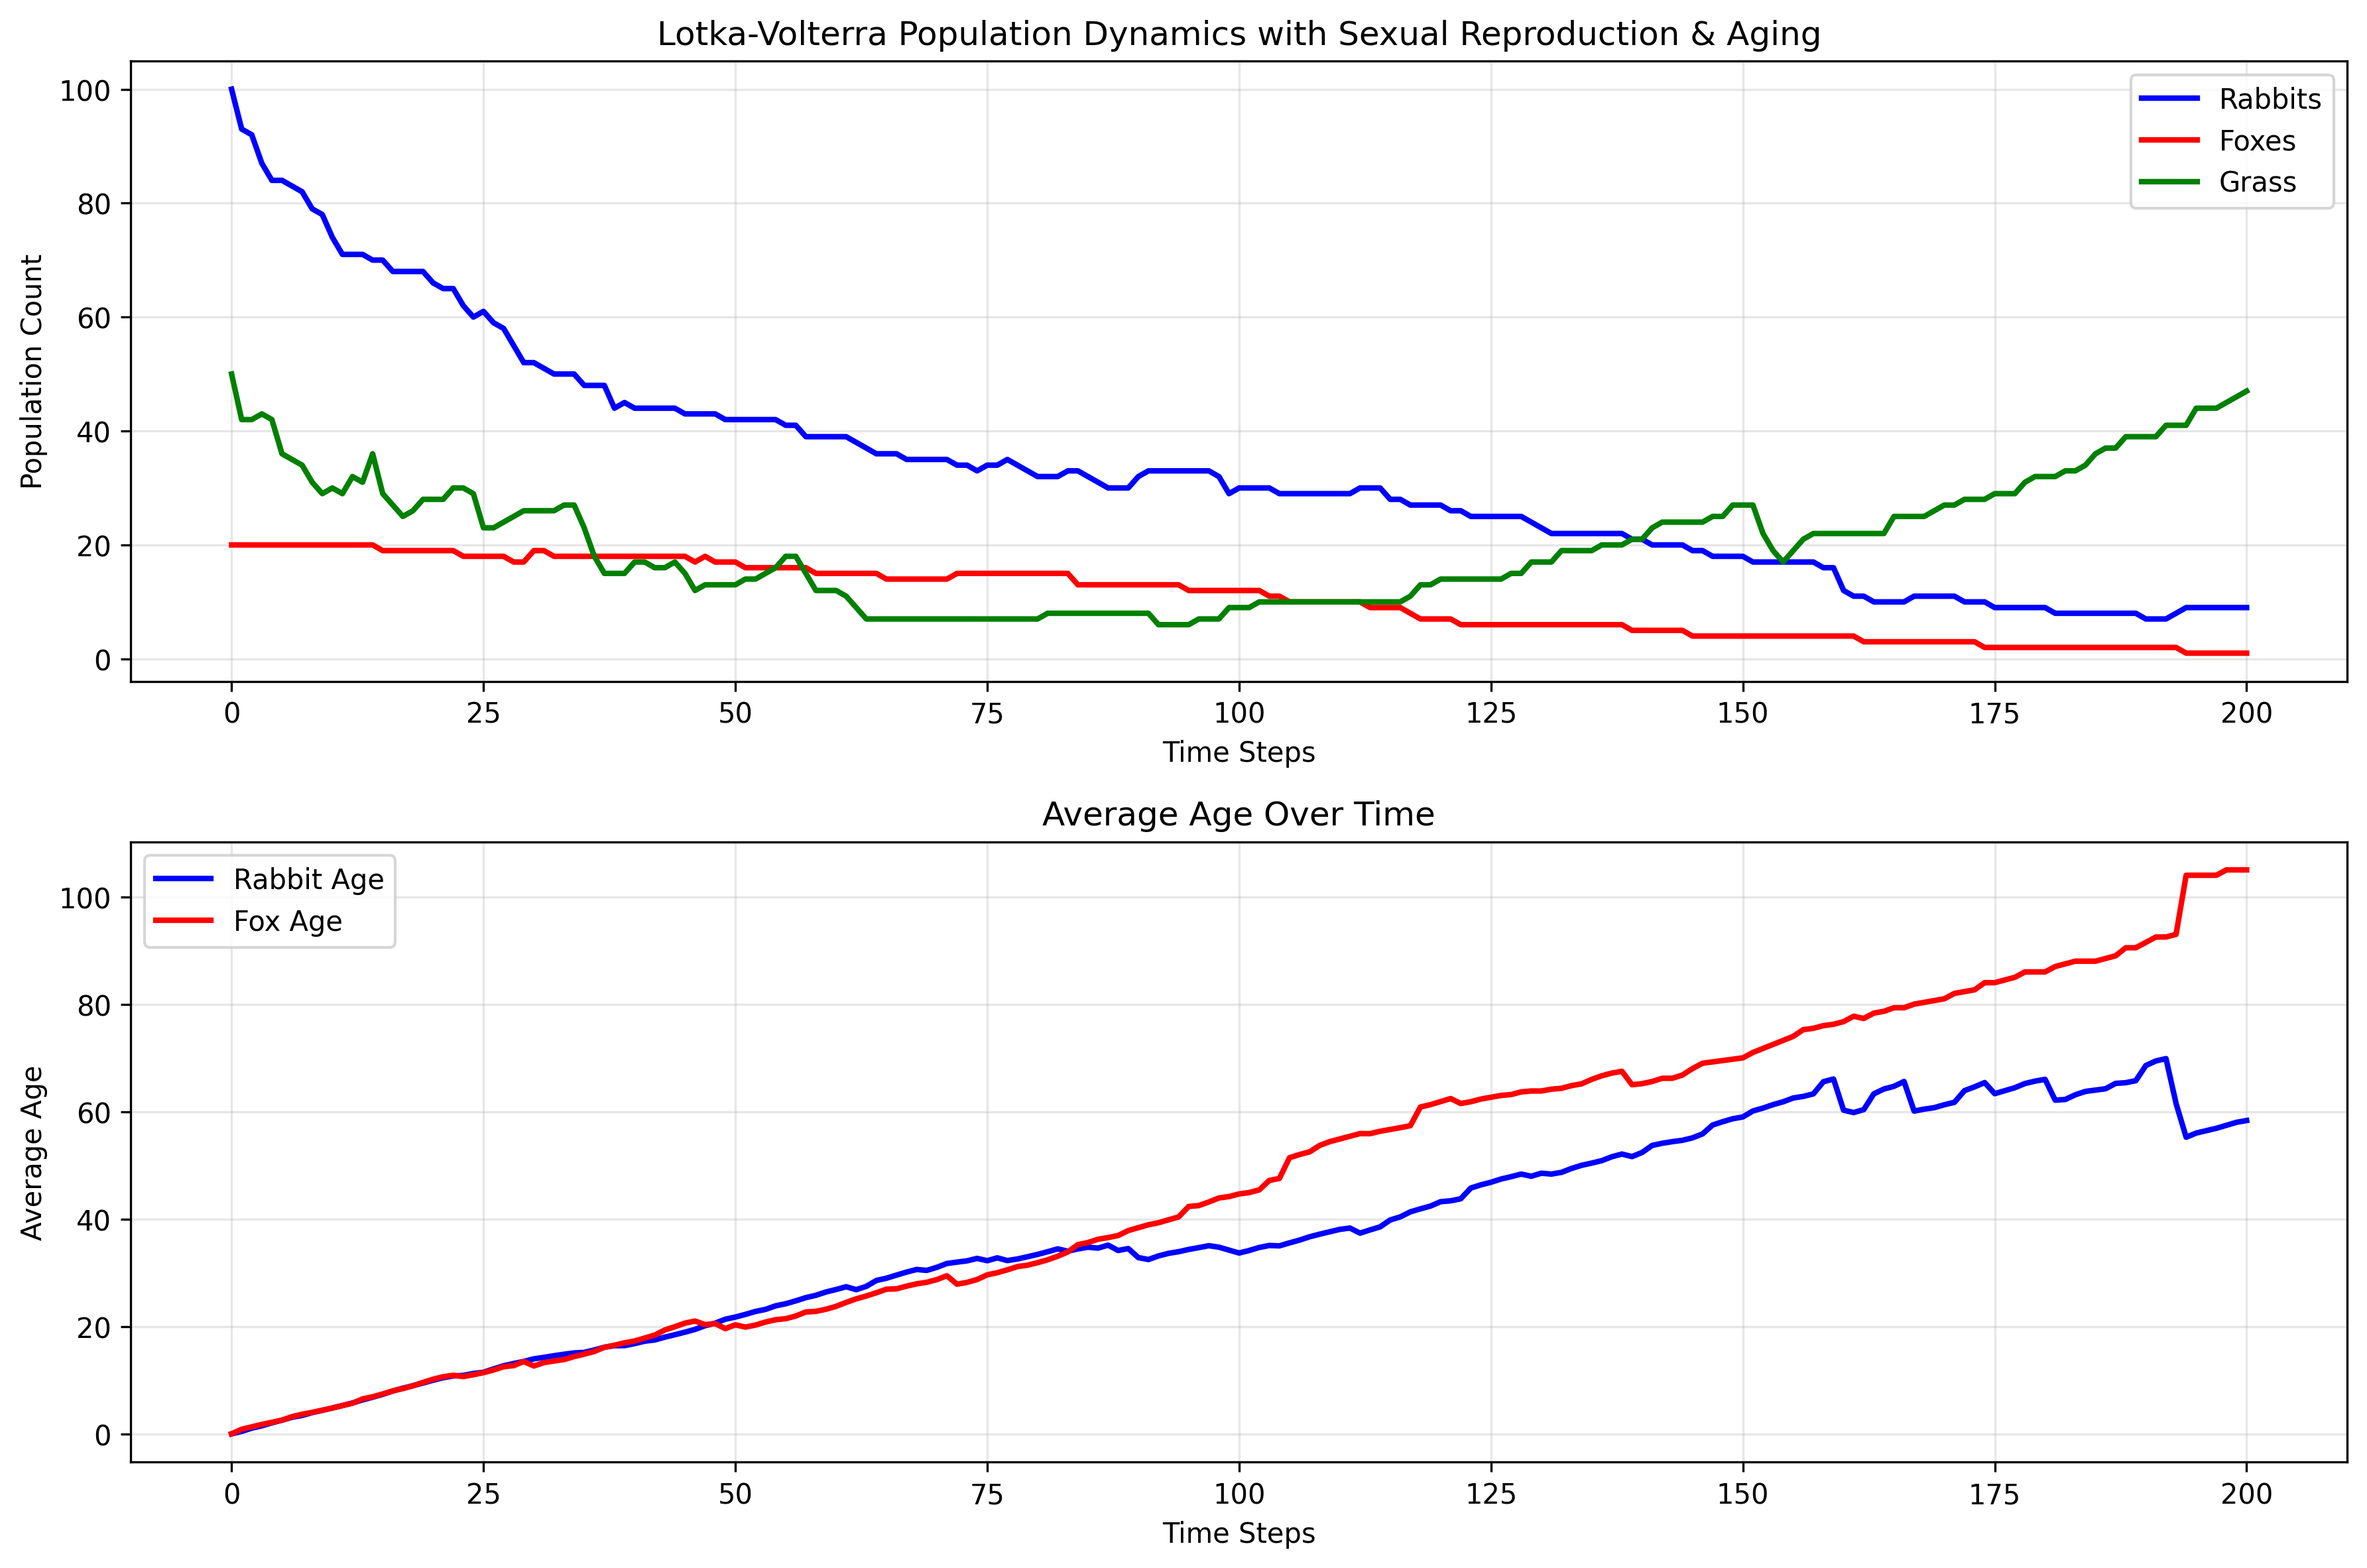 Lotka-Volterra Population Dynamics with Sexual Reproduction & Aging
Population Count
100
80
60
40
20
0
Rabbits
Foxes
Grass
0 25 50 75 100 125 150 175 200
Time Steps
Average Age Over Time
Average Age
100
80
60
40
20
0
Rabbit Age
Fox Age
0 25 50 75 100 125 150 175 200
Time Steps